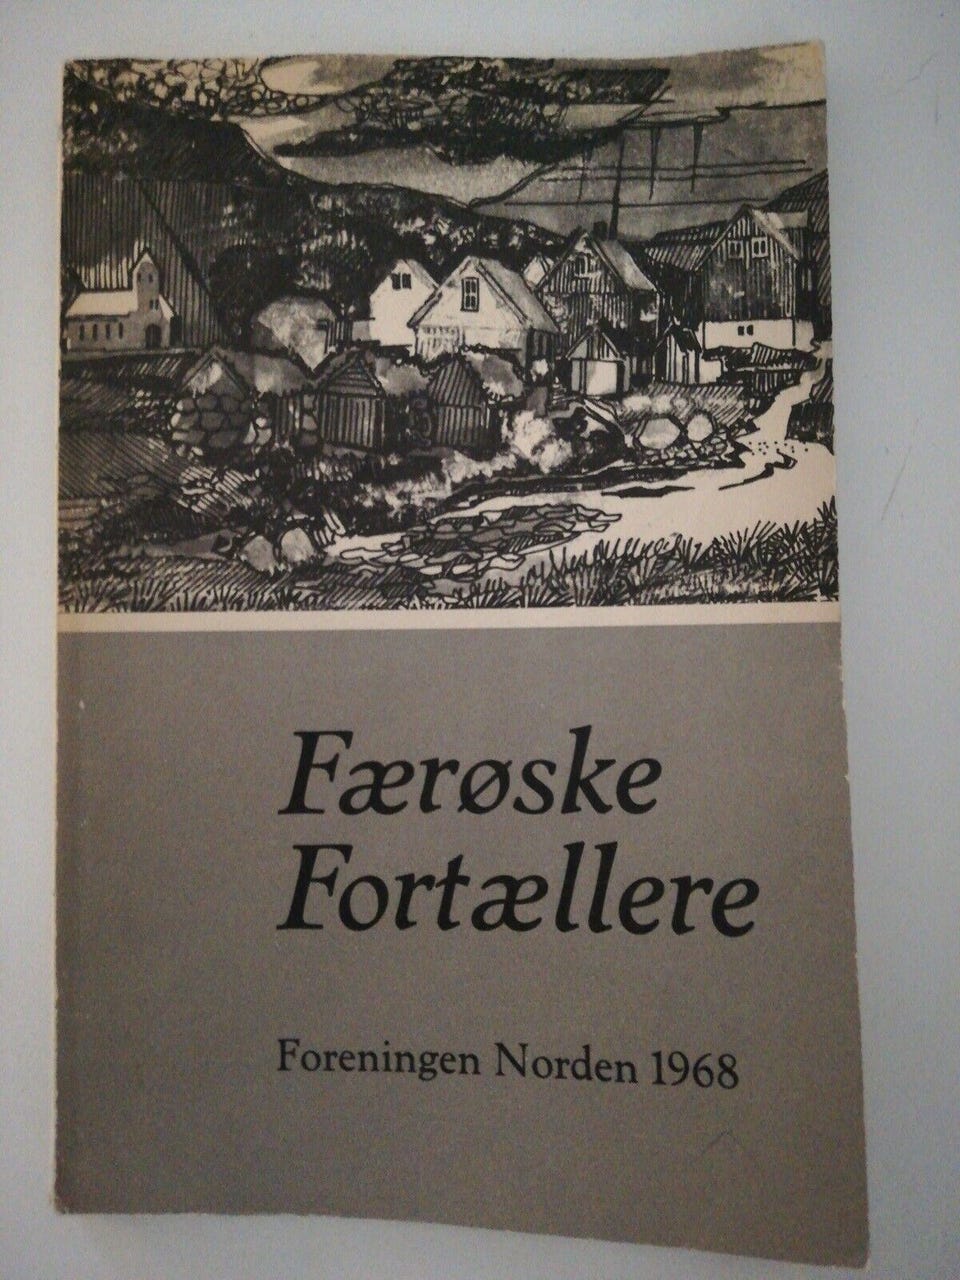 Færøske
Fortællere
Foreningen Norden 1968